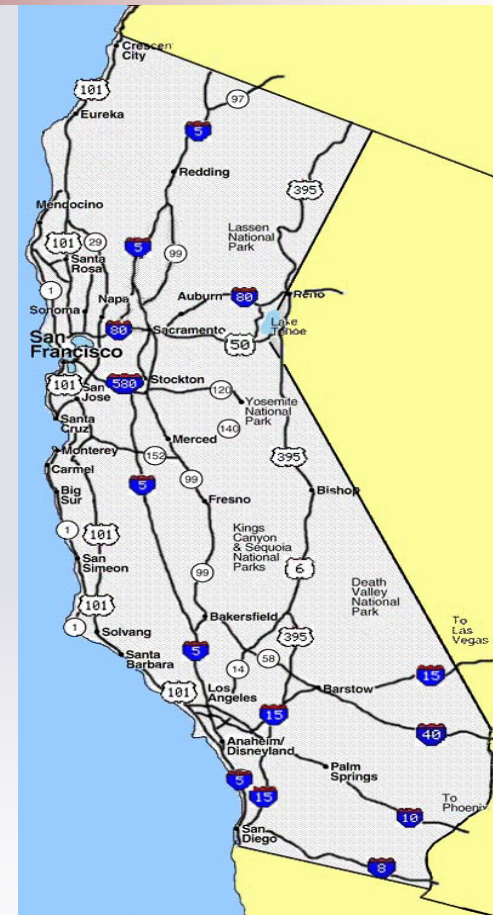 Crescent
City
101
97
Eureka
5
Redding
395
Mendocino
Lassen
National
Park
101
29
5
99
Santa
Rosa
1
Napa
Auburn
80
Reno
Sonoma
80
Sacramento
Lake
Tahoe
San
Francisco
50
101
580
Stockton
San
Jose
120
Yosemite
National
Park
Santa
Cruz
140
Merced
Monterey
152
395
Carmel
99
5
Big
Sur
Fresno
Bishop
1
101
Kings
Canyon
& Sequoia
National
Parks
San
Simeon
6
99
Death
Valley
National
Park
101
Bakersfield
To
Las
Vegas
1
Solvang
395
5
Santa
Barbara
58
14
15
101
Los
Angeles
Barstow
15
40
Anaheim/
Disneyland
Palm
Springs
5
15
To
Phoenix
10
San
Diego
8